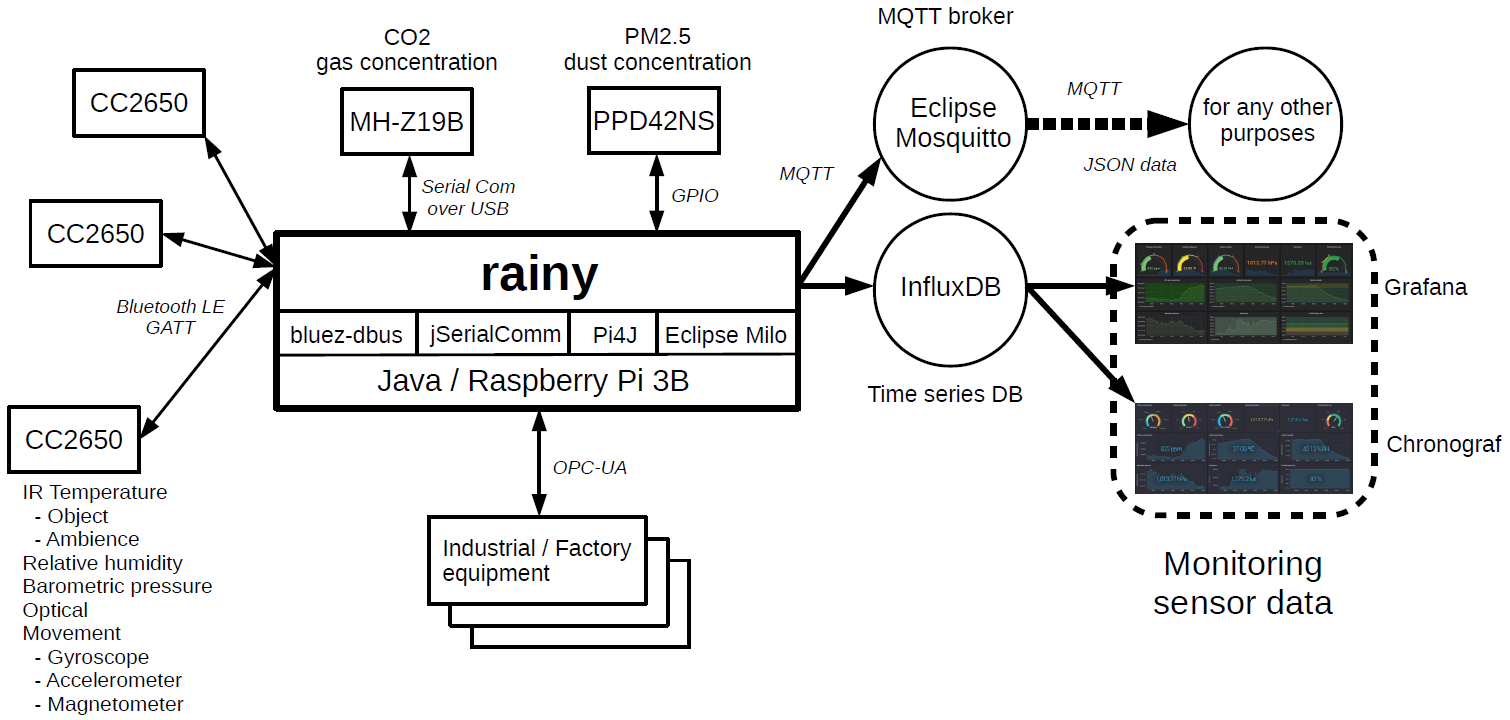 MQTT broker
CO2
gas concentration
PM2.5
dust concentration
CC2650
MH-Z19B
PPD42NS
Eclipse
Mosquitto
MQTT
JSON data
for any other
purposes
Serial Com
over USB
GPIO
MQTT
CC2650
rainy
InfluxDB
Grafana
Bluetooth LE
GATT
bluez-dbus
jSerialComm
Pi4J
Eclipse Milo
Java / Raspberry Pi 3B
Time series DB
CC2650
Chronograf
OPC-UA
IR Temperature
- Object
- Ambience
Relative humidity
Barometric pressure
Optical
Movement
- Gyroscope
- Accelerometer
- Magnetometer
Industrial / Factory
equipment
Monitoring
sensor data